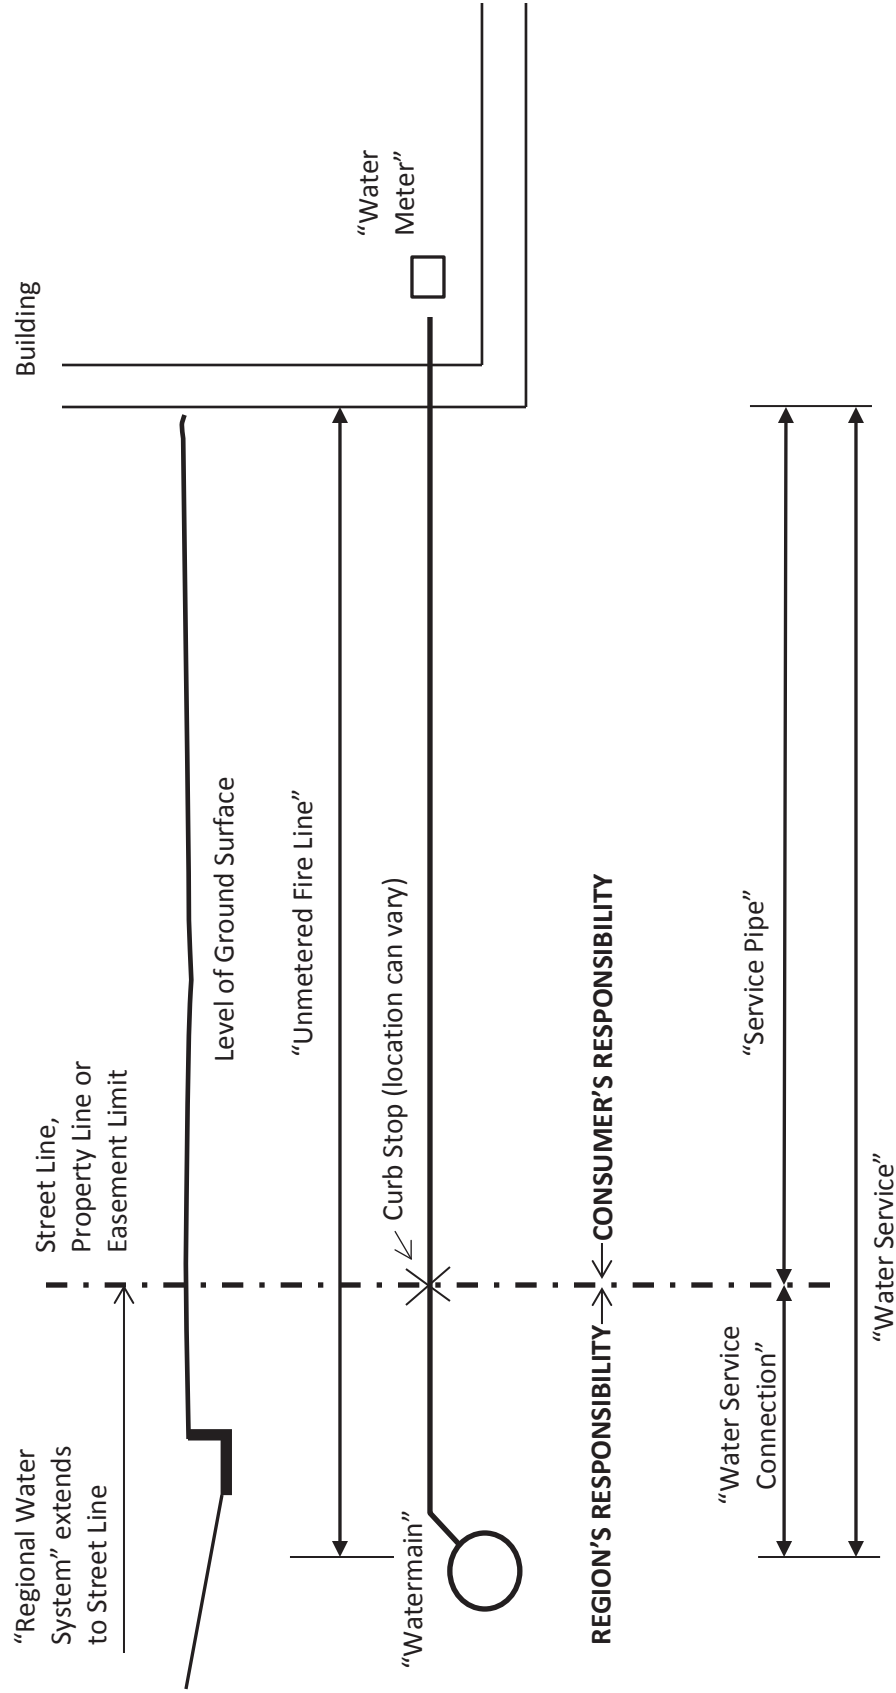 “Regional Water
System” extends
to Street Line
Street Line,
Property Line or
Easement Limit
Building
Level of Ground Surface
“Unmetered Fire Line”
Curb Stop (location can vary)
“Water
Meter”
“Watermain”
REGION’S RESPONSIBILITY
CONSUMER’S RESPONSIBILITY
“Water Service
Connection”
“Service Pipe”
“Water Service”